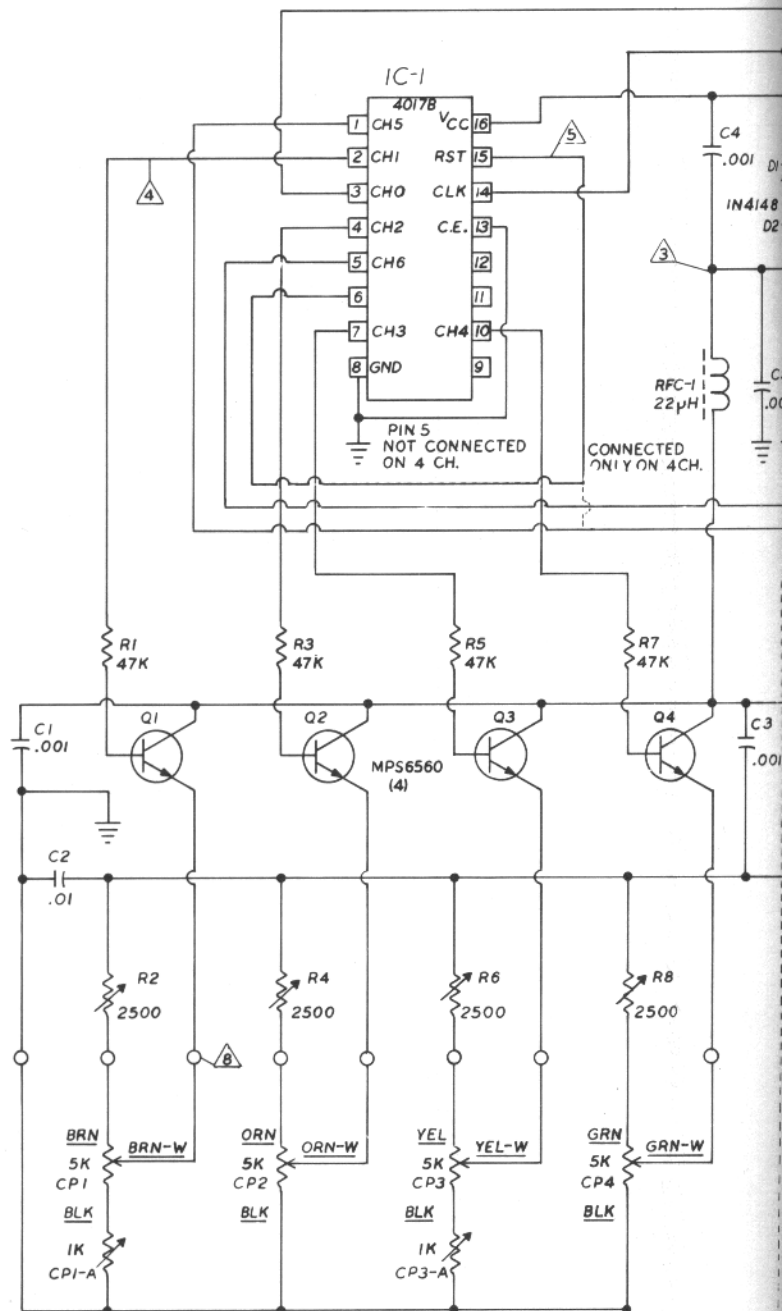 IC-1
4017B
1 CH5 VCC 16
2 CH1 RST 15
3 CH0 CLK 14
4 CH2 C.E. 13
5 CH6 12
6 11
7 CH3 CH4 10
8 GND 9
5
4
C4
.001
D1
1N4148
D2
3
RFC-1
22μH
PIN 5
NOT CONNECTED
ON 4 CH.
CONNECTED
ONLY ON 4CH.
R1
47K
R3
47K
R5
47K
R7
47K
C1
.001
Q1
Q2
Q3
Q4
MPS6560
(4)
C3
.001
C2
.01
R2
2500
R4
2500
R6
2500
R8
2500
8
BRN
5K
CP1
BRN-W
BLK
1K
CP1-A
ORN
5K
CP2
ORN-W
BLK
YEL
5K
CP3
YEL-W
BLK
1K
CP3-A
GRN
5K
CP4
GRN-W
BLK